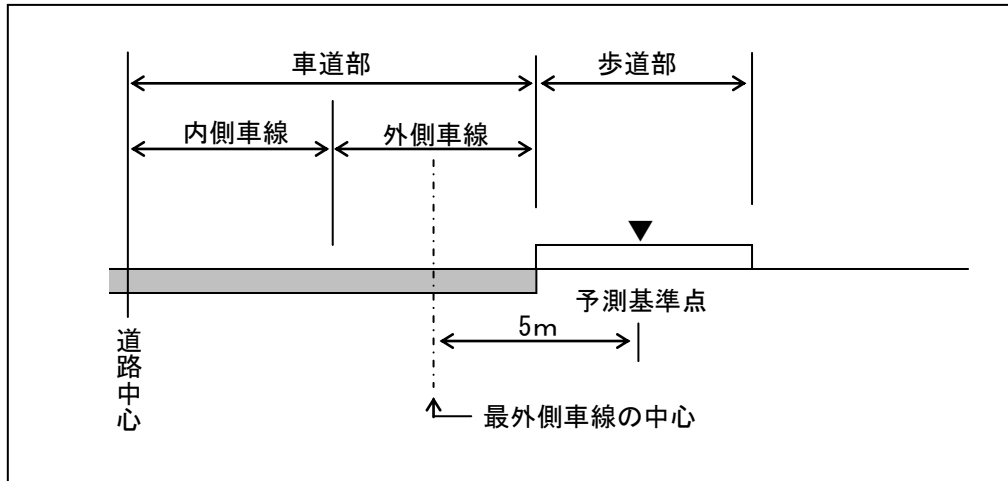 車道部
歩道部
内側車線
外側車線
予測基準点
5m
道路中心
最外側車線の中心